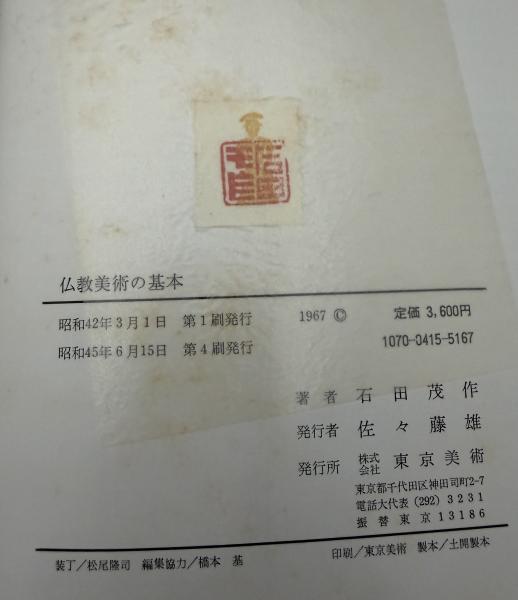 仏教美術の基本
昭和42年3月1日 第1刷発行 1967 © 定価 3,600円
昭和45年6月15日 第4刷発行 1070-0415-5167
著者 石田茂作
発行者 佐々藤雄
発行所 株式会社 東京美術
東京都千代田区神田司町2-7
電話大代表 (292) 3231
振替東京 13186
装丁/松尾隆司 編集協力/橋本 基 印刷/東京美術 製本/土開製本